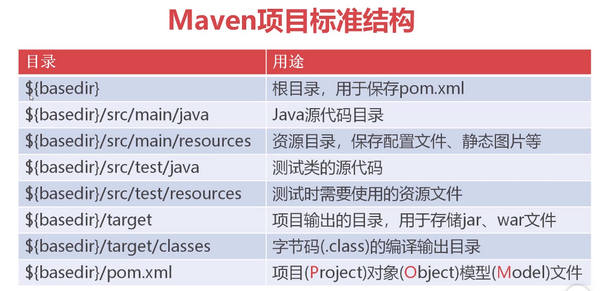 Maven项目标准结构
目录 用途
${basedir} 根目录，用于保存pom.xml
${basedir}/src/main/java Java源代码目录
${basedir}/src/main/resources 资源目录，保存配置文件、静态图片等
${basedir}/src/test/java 测试类的源代码
${basedir}/src/test/resources 测试时需要使用的资源文件
${basedir}/target 项目输出的目录，用于存储jar、war文件
${basedir}/target/classes 字节码(.class)的编译输出目录
${basedir}/pom.xml 项目(Project)对象(Object)模型(Model)文件